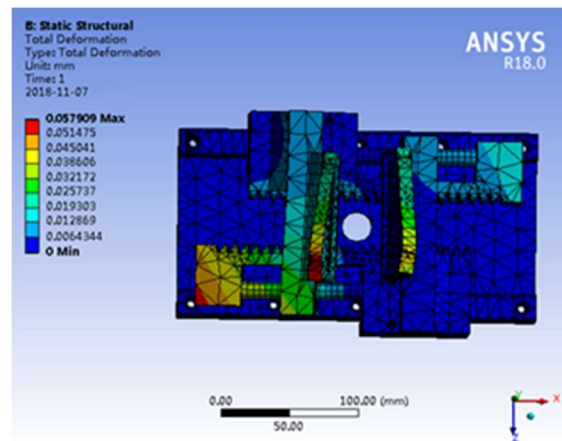 B: Static Structural
Total Deformation
Type: Total Deformation
Unit: mm
Time: 1
2018-11-07
ANSYS
R18.0
0.057909 Max
0.051475
0.045041
0.038606
0.032172
0.025737
0.019303
0.012869
0.0064344
0 Min
0.00
100.00 (mm)
50.00
Y
X
Z